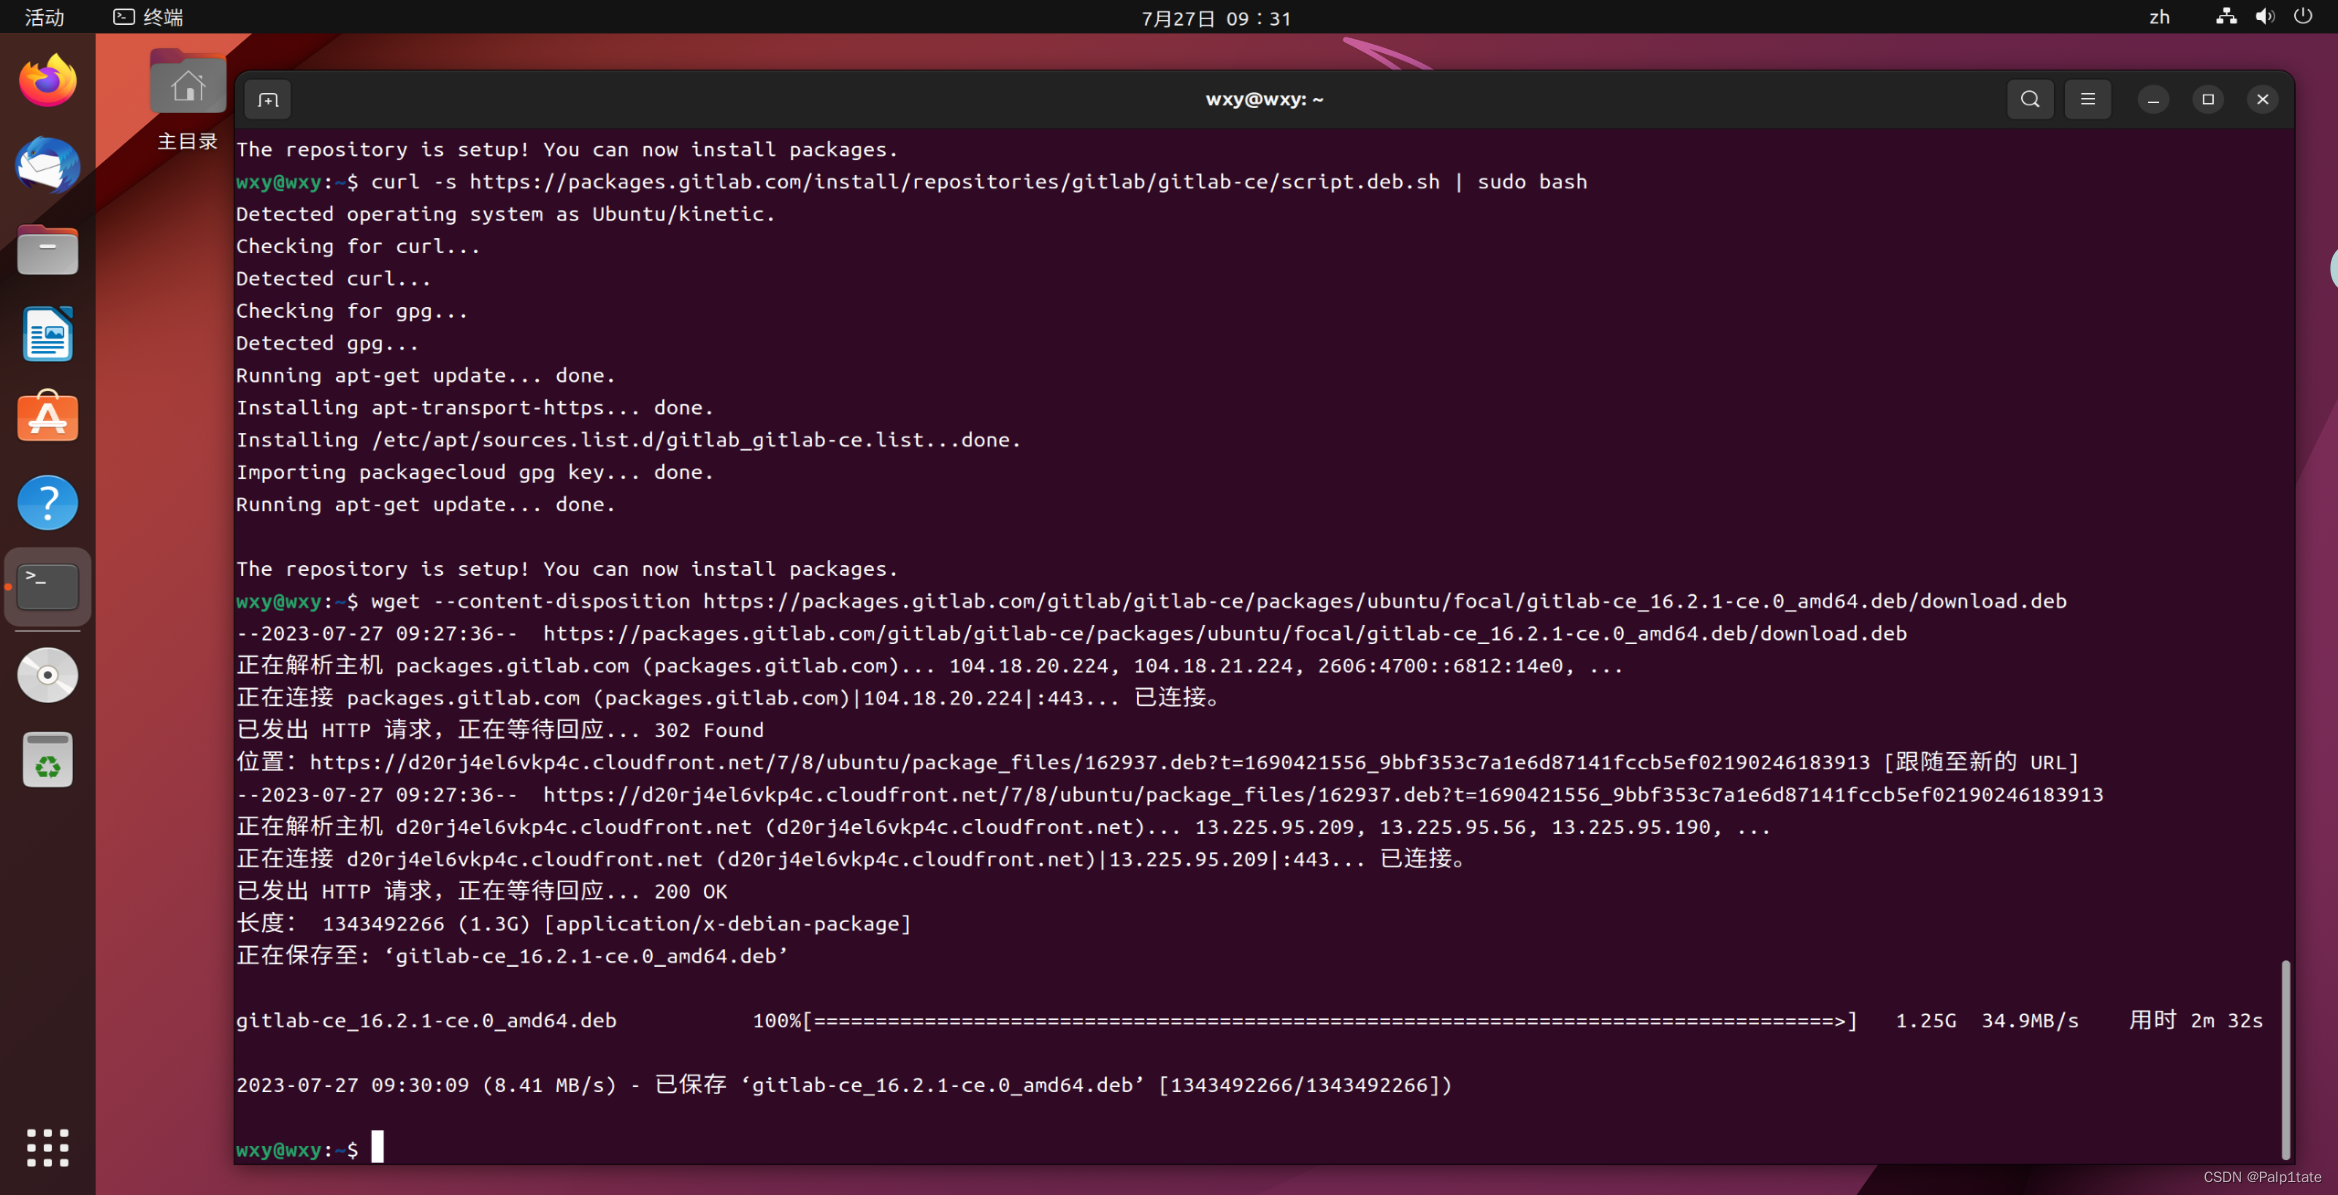 活动
终端
7月27日 09：31
zh
主目录
wxy@wxy: ~
The repository is setup! You can now install packages.
wxy@wxy:~$ curl -s https://packages.gitlab.com/install/repositories/gitlab/gitlab-ce/script.deb.sh | sudo bash
Detected operating system as Ubuntu/kinetic.
Checking for curl...
Detected curl...
Checking for gpg...
Detected gpg...
Running apt-get update... done.
Installing apt-transport-https... done.
Installing /etc/apt/sources.list.d/gitlab_gitlab-ce.list...done.
Importing packagecloud gpg key... done.
Running apt-get update... done.
The repository is setup! You can now install packages.
wxy@wxy:~$ wget --content-disposition https://packages.gitlab.com/gitlab/gitlab-ce/packages/ubuntu/focal/gitlab-ce_16.2.1-ce.0_amd64.deb/download.deb
--2023-07-27 09:27:36--  https://packages.gitlab.com/gitlab/gitlab-ce/packages/ubuntu/focal/gitlab-ce_16.2.1-ce.0_amd64.deb/download.deb
正在解析主机 packages.gitlab.com (packages.gitlab.com)... 104.18.20.224, 104.18.21.224, 2606:4700::6812:14e0, ...
正在连接 packages.gitlab.com (packages.gitlab.com)|104.18.20.224|:443... 已连接。
已发出 HTTP 请求，正在等待回应... 302 Found
位置：https://d20rj4el6vkp4c.cloudfront.net/7/8/ubuntu/package_files/162937.deb?t=1690421556_9bbf353c7a1e6d87141fccb5ef02190246183913 [跟随至新的 URL]
--2023-07-27 09:27:36--  https://d20rj4el6vkp4c.cloudfront.net/7/8/ubuntu/package_files/162937.deb?t=1690421556_9bbf353c7a1e6d87141fccb5ef02190246183913
正在解析主机 d20rj4el6vkp4c.cloudfront.net (d20rj4el6vkp4c.cloudfront.net)... 13.225.95.209, 13.225.95.56, 13.225.95.190, ...
正在连接 d20rj4el6vkp4c.cloudfront.net (d20rj4el6vkp4c.cloudfront.net)|13.225.95.209|:443... 已连接。
已发出 HTTP 请求，正在等待回应... 200 OK
长度： 1343492266 (1.3G) [application/x-debian-package]
正在保存至: ‘gitlab-ce_16.2.1-ce.0_amd64.deb’
gitlab-ce_16.2.1-ce.0_amd64.deb 100%[===================================================================================>] 1.25G 34.9MB/s 用时 2m 32s
2023-07-27 09:30:09 (8.41 MB/s) - 已保存 ‘gitlab-ce_16.2.1-ce.0_amd64.deb’ [1343492266/1343492266])
wxy@wxy:~$
CSDN @Palp1tate